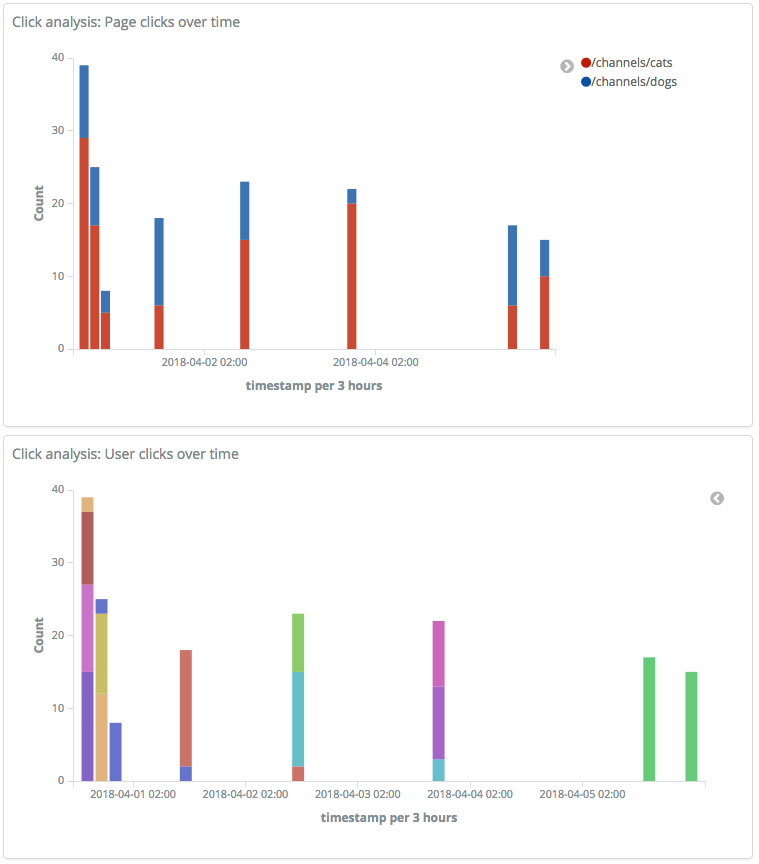 Click analysis: Page clicks over time
40
30
20
10
0
Count
2018-04-02 02:00
2018-04-04 02:00
timestamp per 3 hours
/channels/cats
/channels/dogs
Click analysis: User clicks over time
40
30
20
10
0
Count
2018-04-01 02:00
2018-04-02 02:00
2018-04-03 02:00
2018-04-04 02:00
2018-04-05 02:00
timestamp per 3 hours